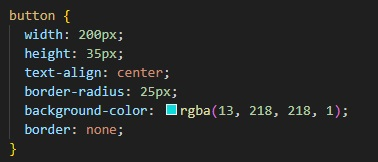 button {
width: 200px;
height: 35px;
text-align: center;
border-radius: 25px;
background-color: rgba(13, 218, 218, 1);
border: none;
}